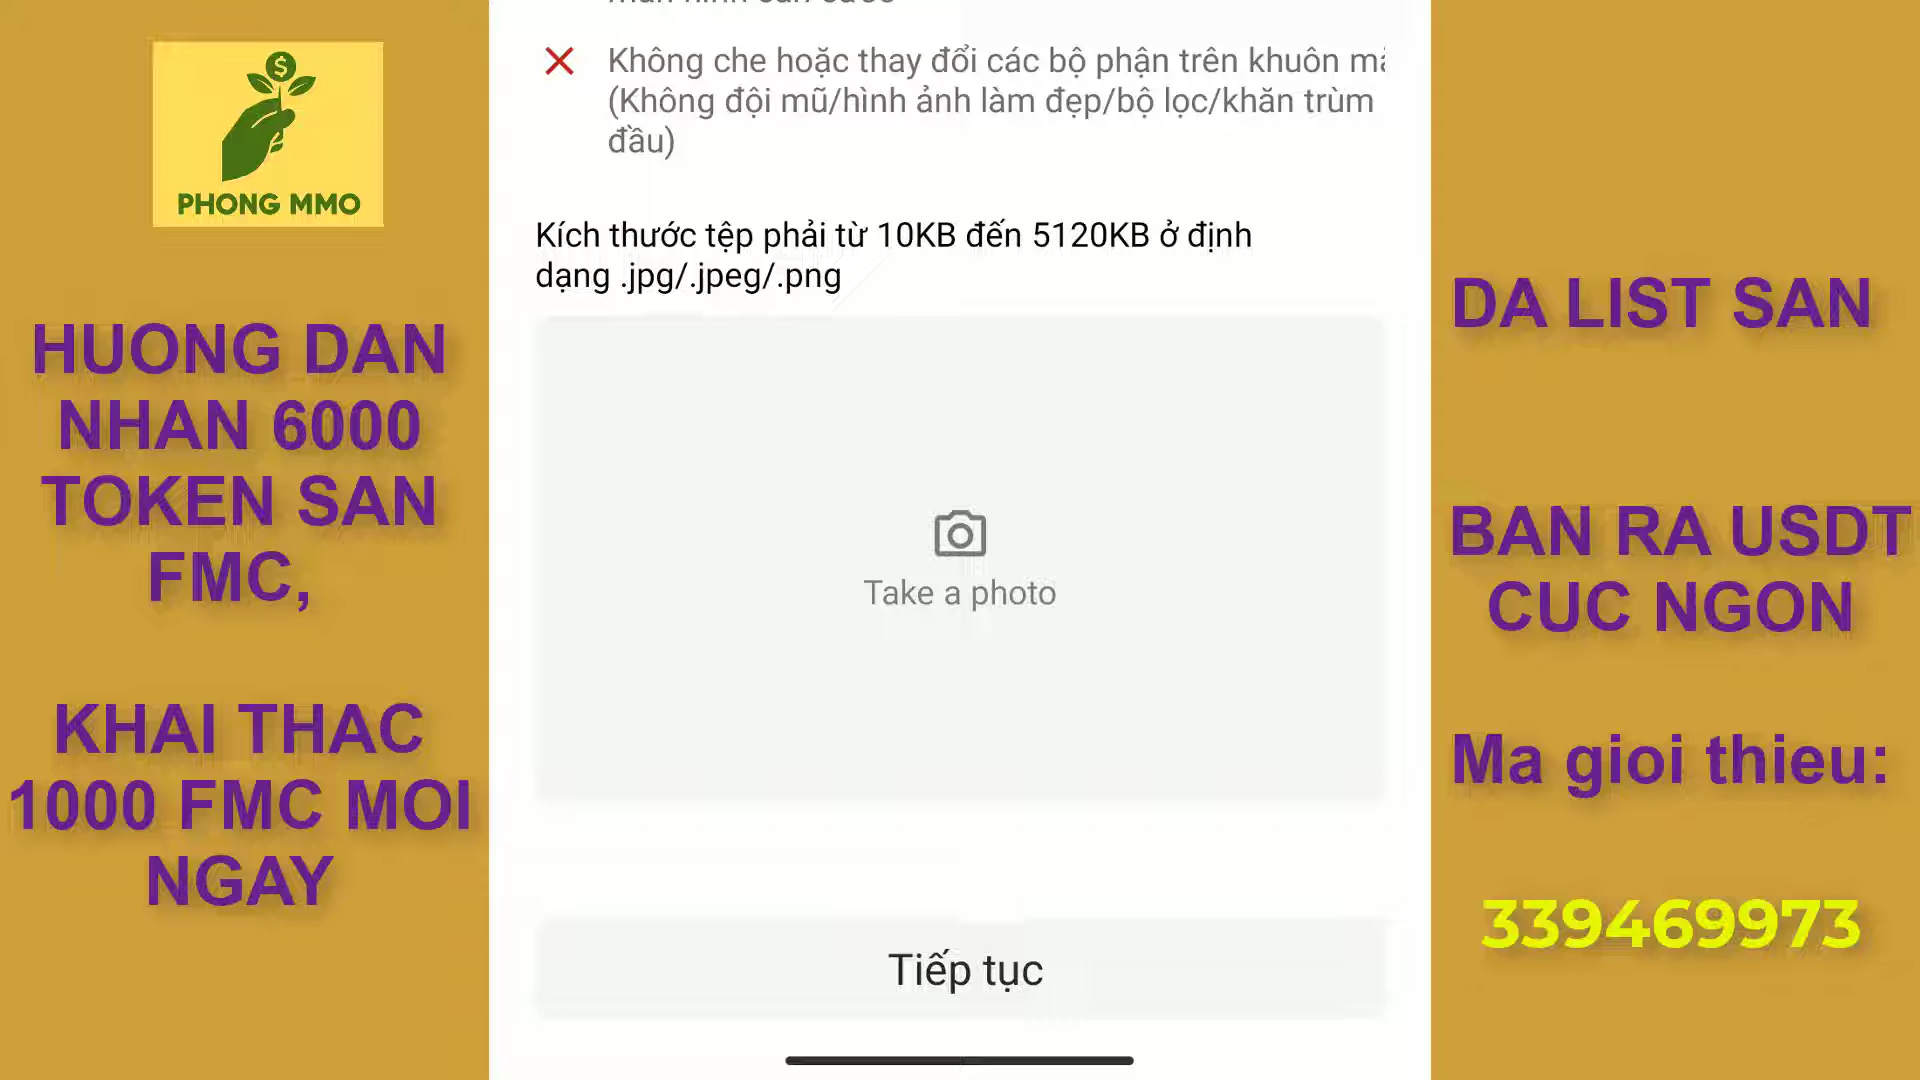 $
PHONG MMO
HUONG DAN
NHAN 6000
TOKEN SAN
FMC,
KHAI THAC
1000 FMC MOI
NGAY
Không che hoặc thay đổi các bộ phận trên khuôn
(Không đội mũ/hình ảnh làm đẹp/bộ lọc/khăn trùm
đầu)
Kích thước tệp phải từ 10KB đến 5120KB ở định
dạng .jpg/.jpeg/.png
Take a photo
Tiếp tục
DA LIST SAN
BAN RA USDT
CUC NGON
Ma gioi thieu:
339469973